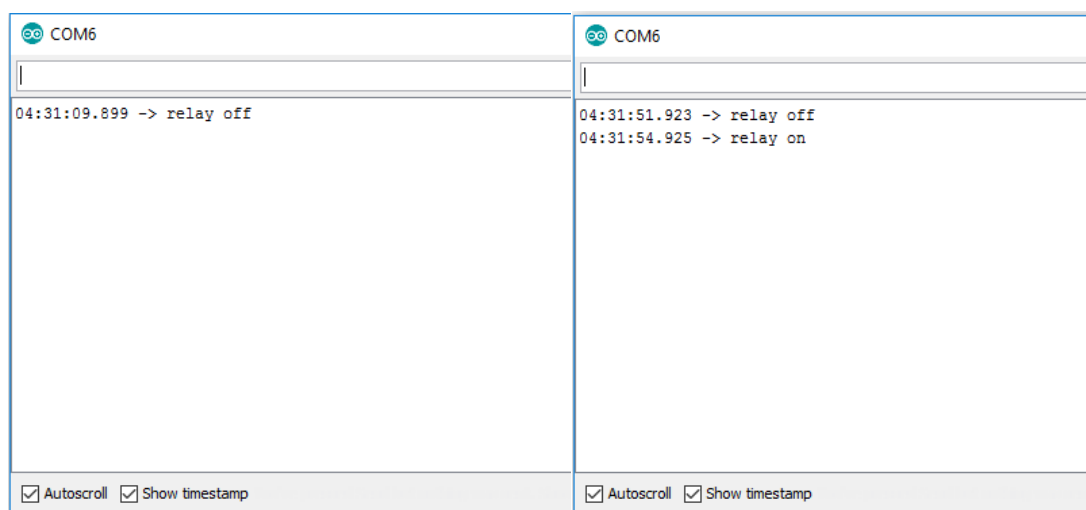 COM6
04:31:09.899 -> relay off
Autoscroll Show timestamp
COM6
04:31:51.923 -> relay off
04:31:54.925 -> relay on
Autoscroll Show timestamp